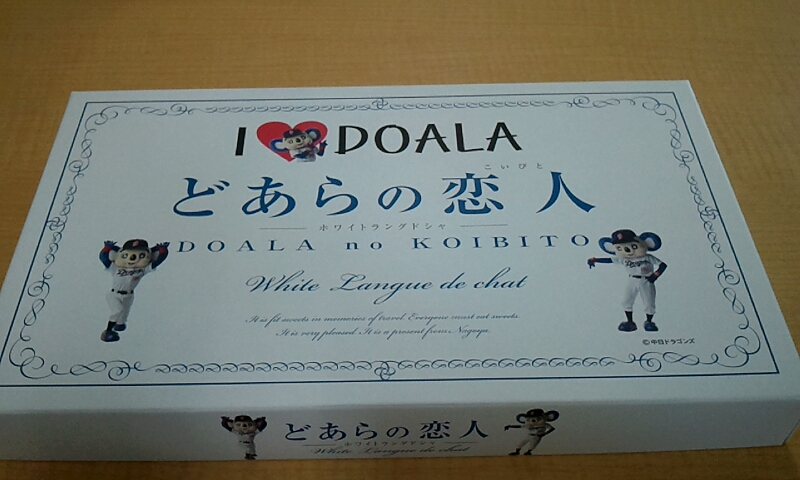 I DOALA
こいびと
どあらの恋人
ホワイトラングドシャ
DOALA no KOIBITO
White Langue de chat
It is fit sweets in memories of travel. Everyone must eat sweets.
It is very pleased. It is a present from Nagoya.
©中日ドラゴンズ
どあらの恋人
ホワイトラングドシャ
White Langue de chat